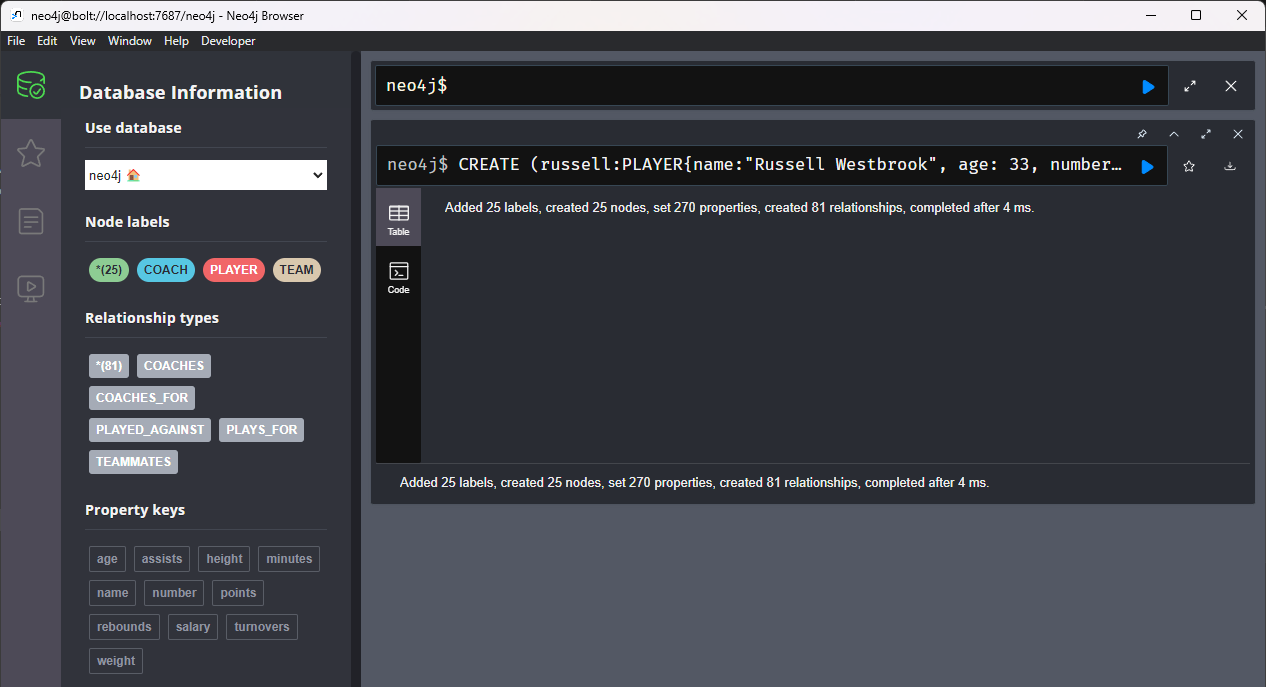 neo4j@bolt://localhost:7687/neo4j - Neo4j Browser
File Edit View Window Help Developer
Database Information
Use database
neo4j
Node labels
*(25) COACH PLAYER TEAM
Relationship types
*(81) COACHES
COACHES_FOR
PLAYED_AGAINST PLAYS_FOR
TEAMMATES
Property keys
age assists height minutes
name number points
rebounds salary turnovers
weight
neo4j$
neo4j$ CREATE (russell:PLAYER{name:"Russell Westbrook", age: 33, number…
Table
Code
Added 25 labels, created 25 nodes, set 270 properties, created 81 relationships, completed after 4 ms.
Added 25 labels, created 25 nodes, set 270 properties, created 81 relationships, completed after 4 ms.